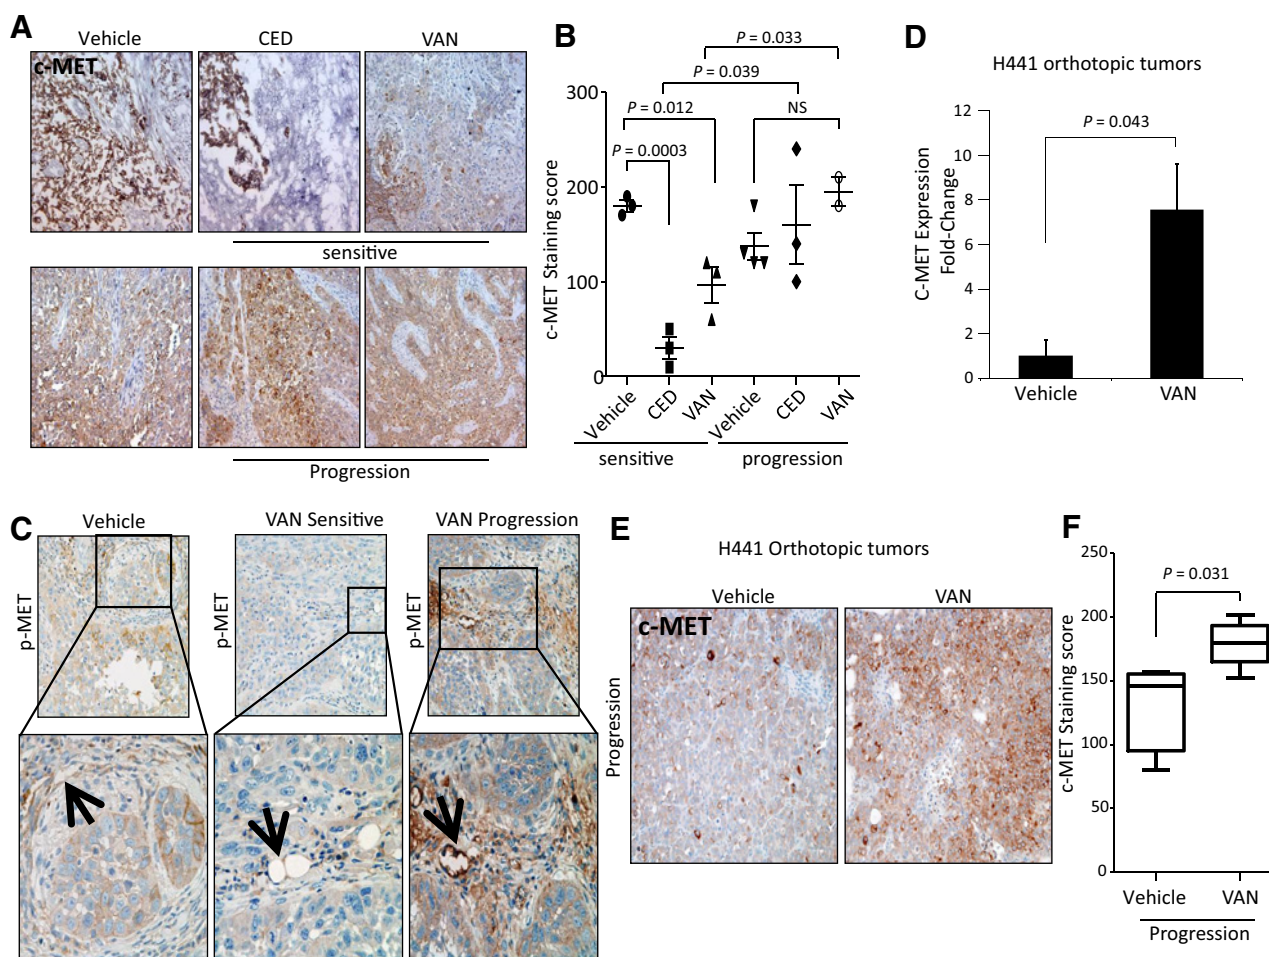 A
Vehicle
CED
VAN
c-MET
sensitive
Progression
B
P = 0.033
P = 0.039
P = 0.012
NS
P = 0.0003
c-MET Staining score
300
200
100
0
Vehicle
CED
VAN
Vehicle
CED
VAN
sensitive
progression
D
H441 orthotopic tumors
P = 0.043
C-MET Expression
Fold-Change
12
10
8
6
4
2
0
Vehicle
VAN
C
Vehicle
VAN Sensitive
VAN Progression
p-MET
p-MET
p-MET
E
H441 Orthotopic tumors
Vehicle
VAN
c-MET
Progression
F
P = 0.031
c-MET Staining score
250
200
150
100
50
0
Vehicle
VAN
Progression